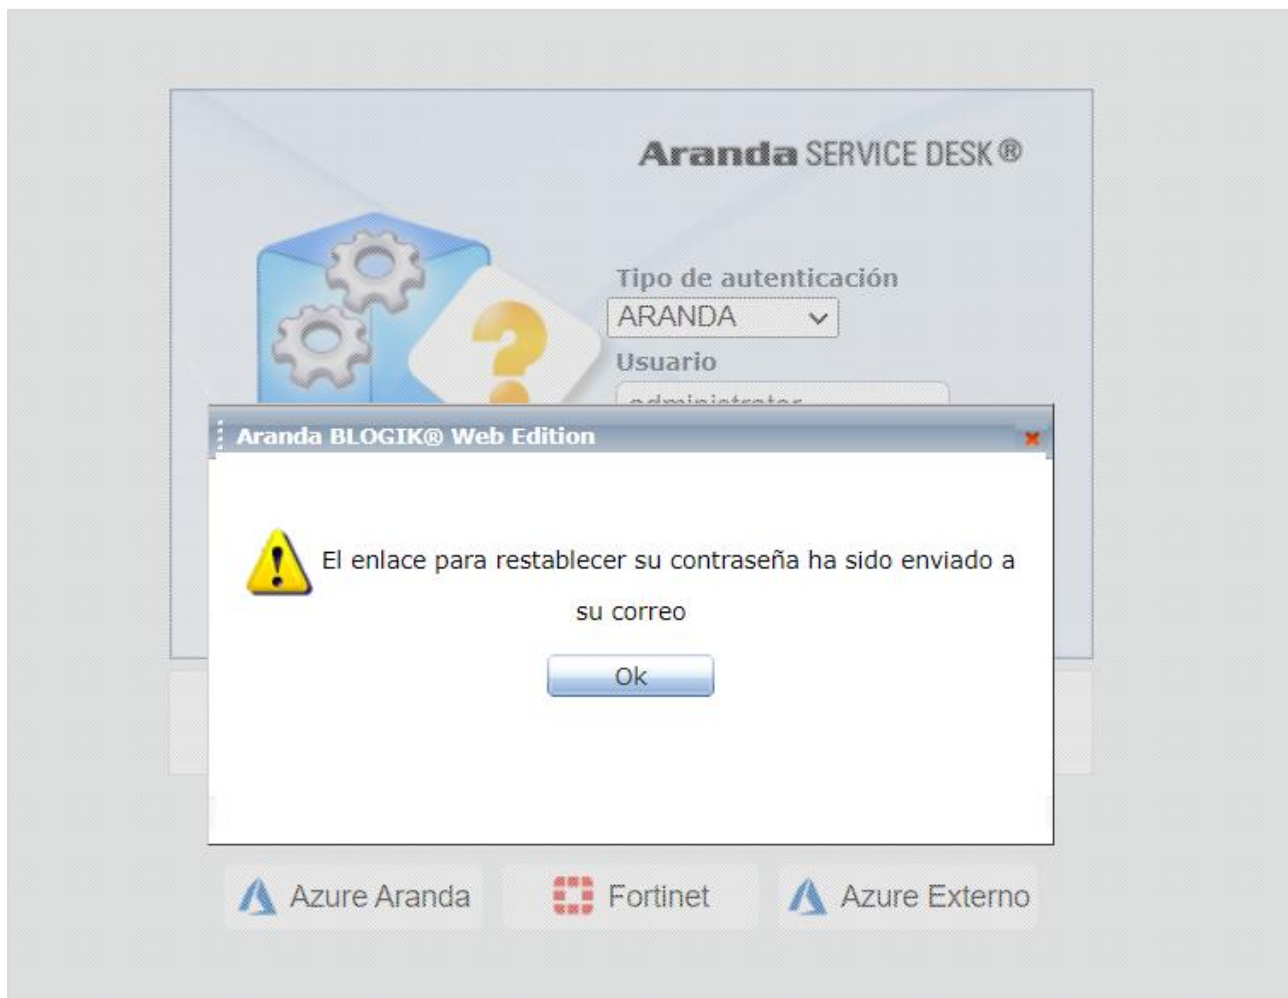 Aranda SERVICE DESK®
Tipo de autenticación
ARANDA
Usuario
administrator
Aranda BLOGIK® Web Edition
El enlace para restablecer su contraseña ha sido enviado a
su correo
Ok
Azure Aranda
Fortinet
Azure Externo